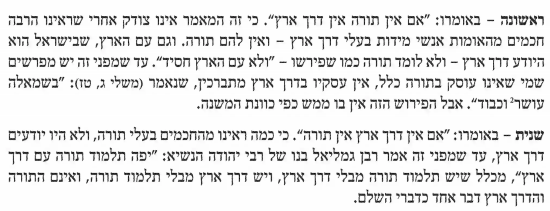 ראשונה – באומרו: "אם אין תורה אין דרך ארץ". כי זה המאמר אינו צודק אחרי שראינו הרבה
חכמים מהאומות אנשי מידות בעלי דרך ארץ – ואין להם תורה. וגם עם הארץ, שבישראל הוא
היודע דרך ארץ – ולא לומד תורה כמו שפירשו – "ולא עם הארץ חסיד". עד שמפני זה יש מפרשים
שמי שאינו עוסק בתורה כלל, אין עסקיו בדרך ארץ מתברכין, שנאמר (משלי ג, טז): "בשמאלה
עושר² וכבוד". אבל הפירוש הזה אין בו ממש כפי כוונת המשנה.
שנית – באומרו: "אם אין דרך ארץ אין תורה". כי כמה ראינו מהחכמים בעלי תורה, ולא היו יודעים
דרך ארץ, עד שמפני זה אמר רבן גמליאל בנו של רבי יהודה הנשיא: "יפה תלמוד תורה עם דרך
ארץ", מכלל שיש תלמוד תורה מבלי דרך ארץ, ויש דרך ארץ מבלי תלמוד תורה, ואינם התורה
והדרך ארץ דבר אחד כדברי השלם.